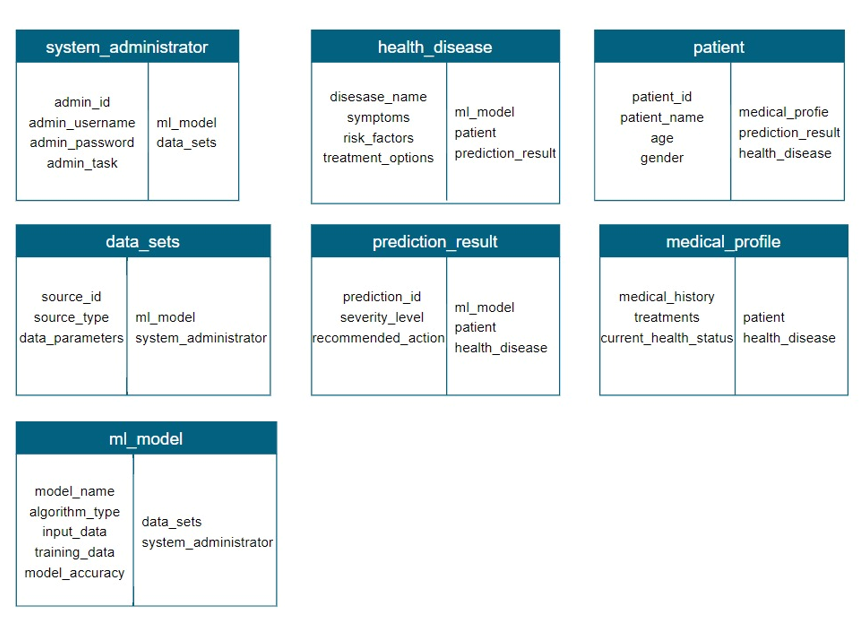 system_administrator
admin_id
admin_username
admin_password
admin_task
ml_model
data_sets
health_disease
disesase_name
symptoms
risk_factors
treatment_options
ml_model
patient
prediction_result
patient
patient_id
patient_name
age
gender
medical_profie
prediction_result
health_disease
data_sets
source_id
source_type
data_parameters
ml_model
system_administrator
prediction_result
prediction_id
severity_level
recommended_action
ml_model
patient
health_disease
medical_profile
medical_history
treatments
current_health_status
patient
health_disease
ml_model
model_name
algorithm_type
input_data
training_data
model_accuracy
data_sets
system_administrator